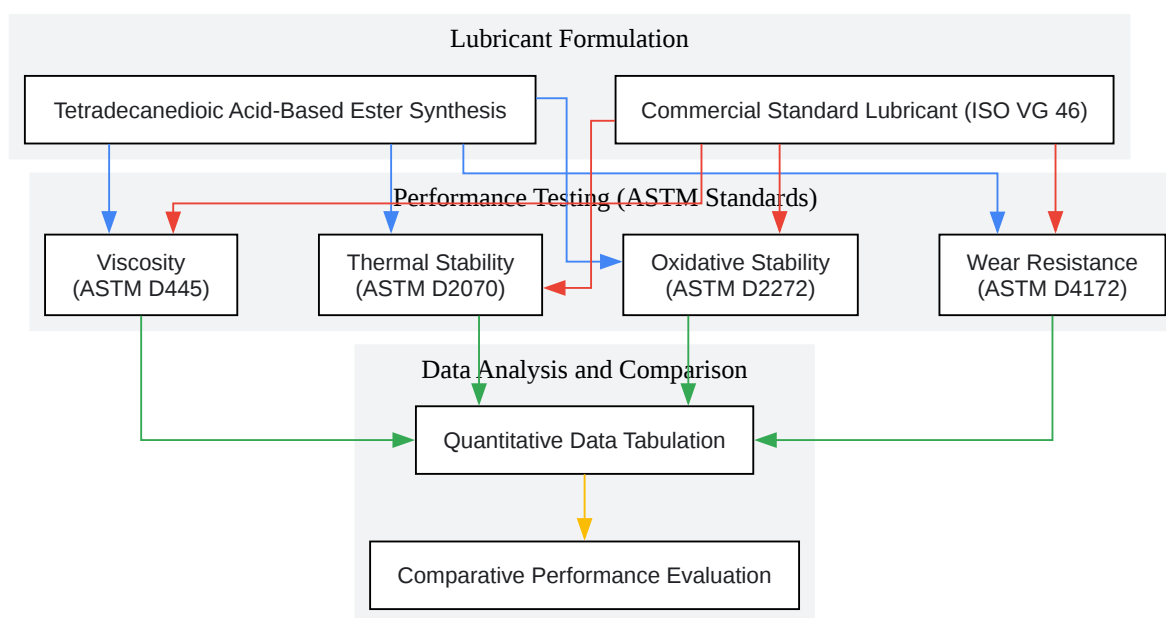 Lubricant Formulation
Tetradecanedioic Acid-Based Ester Synthesis
Commercial Standard Lubricant (ISO VG 46)
Performance Testing (ASTM Standards)
Viscosity
(ASTM D445)
Thermal Stability
(ASTM D2070)
Oxidative Stability
(ASTM D2272)
Wear Resistance
(ASTM D4172)
Data Analysis and Comparison
Quantitative Data Tabulation
Comparative Performance Evaluation